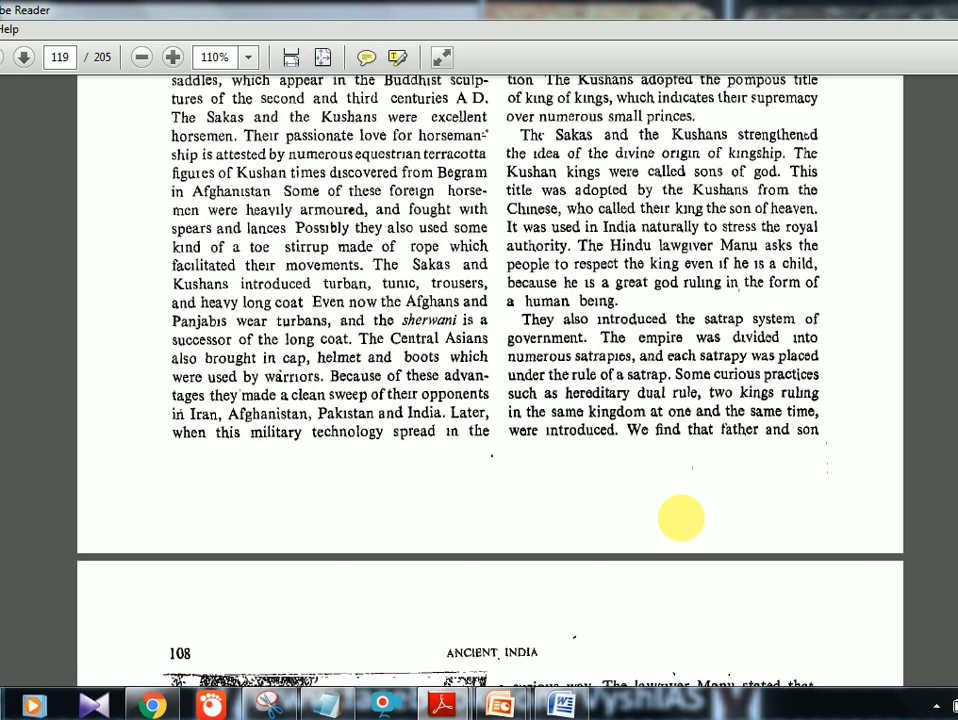 be Reader
Help
119 / 205
110%
saddles, which appear in the Buddhist sculp-
tures of the second and third centuries A D.
The Sakas and the Kushans were excellent
horsemen. Their passionate love for horseman-
ship is attested by numerous equestrian terracotta
figures of Kushan times discovered from Begram
in Afghanistan Some of these foreign horse-
men were heavily armoured, and fought with
spears and lances Possibly they also used some
kind of a toe stirrup made of rope which
facilitated their movements. The Sakas and
Kushans introduced turban, tunic, trousers,
and heavy long coat Even now the Afghans and
Panjabis wear turbans, and the sherwani is a
successor of the long coat. The Central Asians
also brought in cap, helmet and boots which
were used by warriors. Because of these advan-
tages they made a clean sweep of their opponents
in Iran, Afghanistan, Pakistan and India. Later,
when this military technology spread in the
tion The Kushans adopted the pompous title
of king of kings, which indicates their supremacy
over numerous small princes.
The Sakas and the Kushans strengthened
the idea of the divine origin of kingship. The
Kushan kings were called sons of god. This
title was adopted by the Kushans from the
Chinese, who called their king the son of heaven.
It was used in India naturally to stress the royal
authority. The Hindu lawgiver Manu asks the
people to respect the king even if he is a child,
because he is a great god ruling in the form of
a human being.
They also introduced the satrap system of
government. The empire was divided into
numerous satrapies, and each satrapy was placed
under the rule of a satrap. Some curious practices
such as hereditary dual rule, two kings ruling
in the same kingdom at one and the same time,
were introduced. We find that father and son
108
ANCIENT INDIA
curious way. The lawgiver Manu stated that